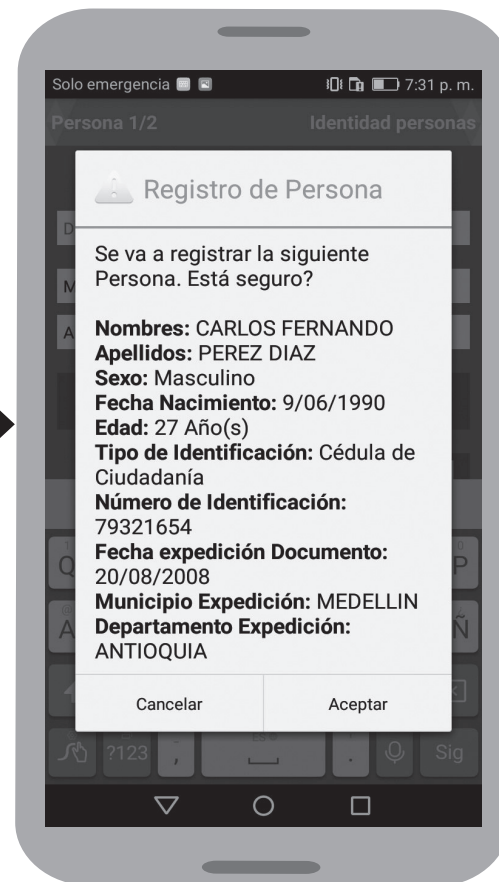 Solo emergencia 7:31 p. m.
Persona 1/2 Identidad personas
Registro de Persona
D
M
A
Se va a registrar la siguiente
Persona. Está seguro?
Nombres: CARLOS FERNANDO
Apellidos: PEREZ DIAZ
Sexo: Masculino
Fecha Nacimiento: 9/06/1990
Edad: 27 Año(s)
Tipo de Identificación: Cédula de
Ciudadanía
Número de Identificación:
79321654
Fecha expedición Documento:
20/08/2008
Municipio Expedición: MEDELLIN
Departamento Expedición:
ANTIOQUIA
Cancelar Aceptar
Q P
A Ñ
?123 , . Sig